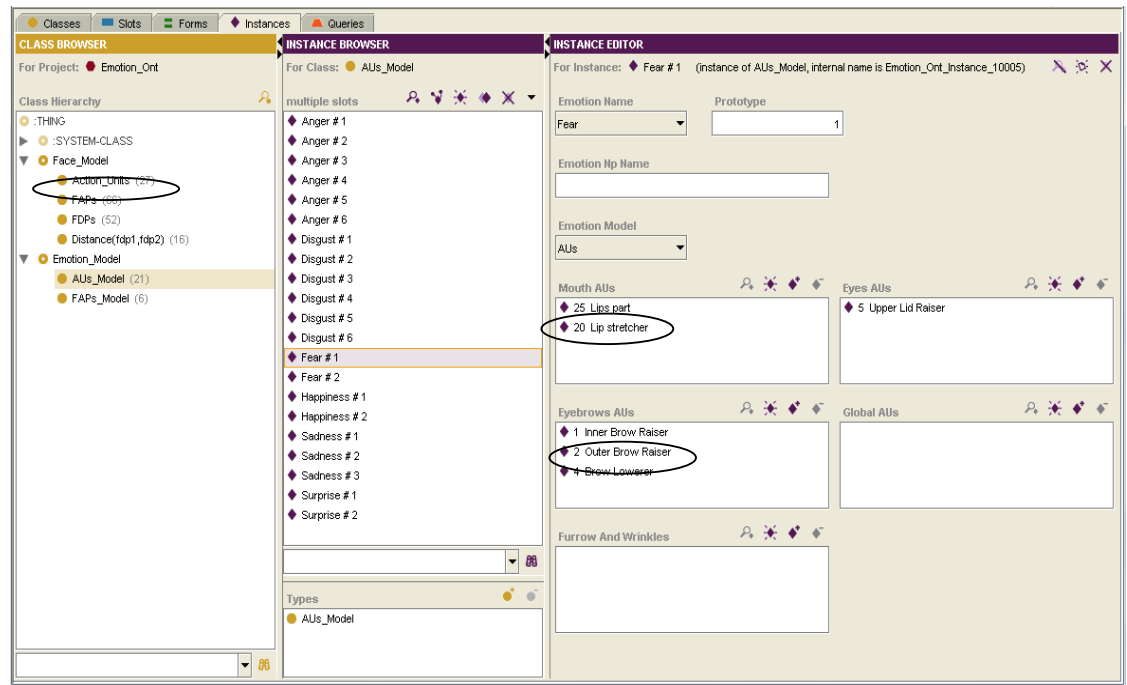 Classes Slots Forms Instances Queries
CLASS BROWSER
For Project: Emotion_Ont
Class Hierarchy
:THING
:SYSTEM-CLASS
Face_Model
Action_Units (27)
FAPs (66)
FDPs (52)
Distance(fdp1,fdp2) (16)
Emotion_Model
AUs_Model (21)
FAPs_Model (6)
INSTANCE BROWSER
For Class: AUs_Model
multiple slots
Anger # 1
Anger # 2
Anger # 3
Anger # 4
Anger # 5
Anger # 6
Disgust # 1
Disgust # 2
Disgust # 3
Disgust # 4
Disgust # 5
Disgust # 6
Fear # 1
Fear # 2
Happiness # 1
Happiness # 2
Sadness # 1
Sadness # 2
Sadness # 3
Surprise # 1
Surprise # 2
Types
AUs_Model
INSTANCE EDITOR
For Instance: Fear # 1 (instance of AUs_Model, internal name is Emotion_Ont_Instance_10005)
Emotion Name Prototype
Fear 1
Emotion Np Name
Emotion Model
AUs
Mouth AUs
25 Lips part
20 Lip stretcher
Eyes AUs
5 Upper Lid Raiser
Eyebrows AUs
1 Inner Brow Raiser
2 Outer Brow Raiser
4 Brow Lowerer
Global AUs
Furrow And Wrinkles